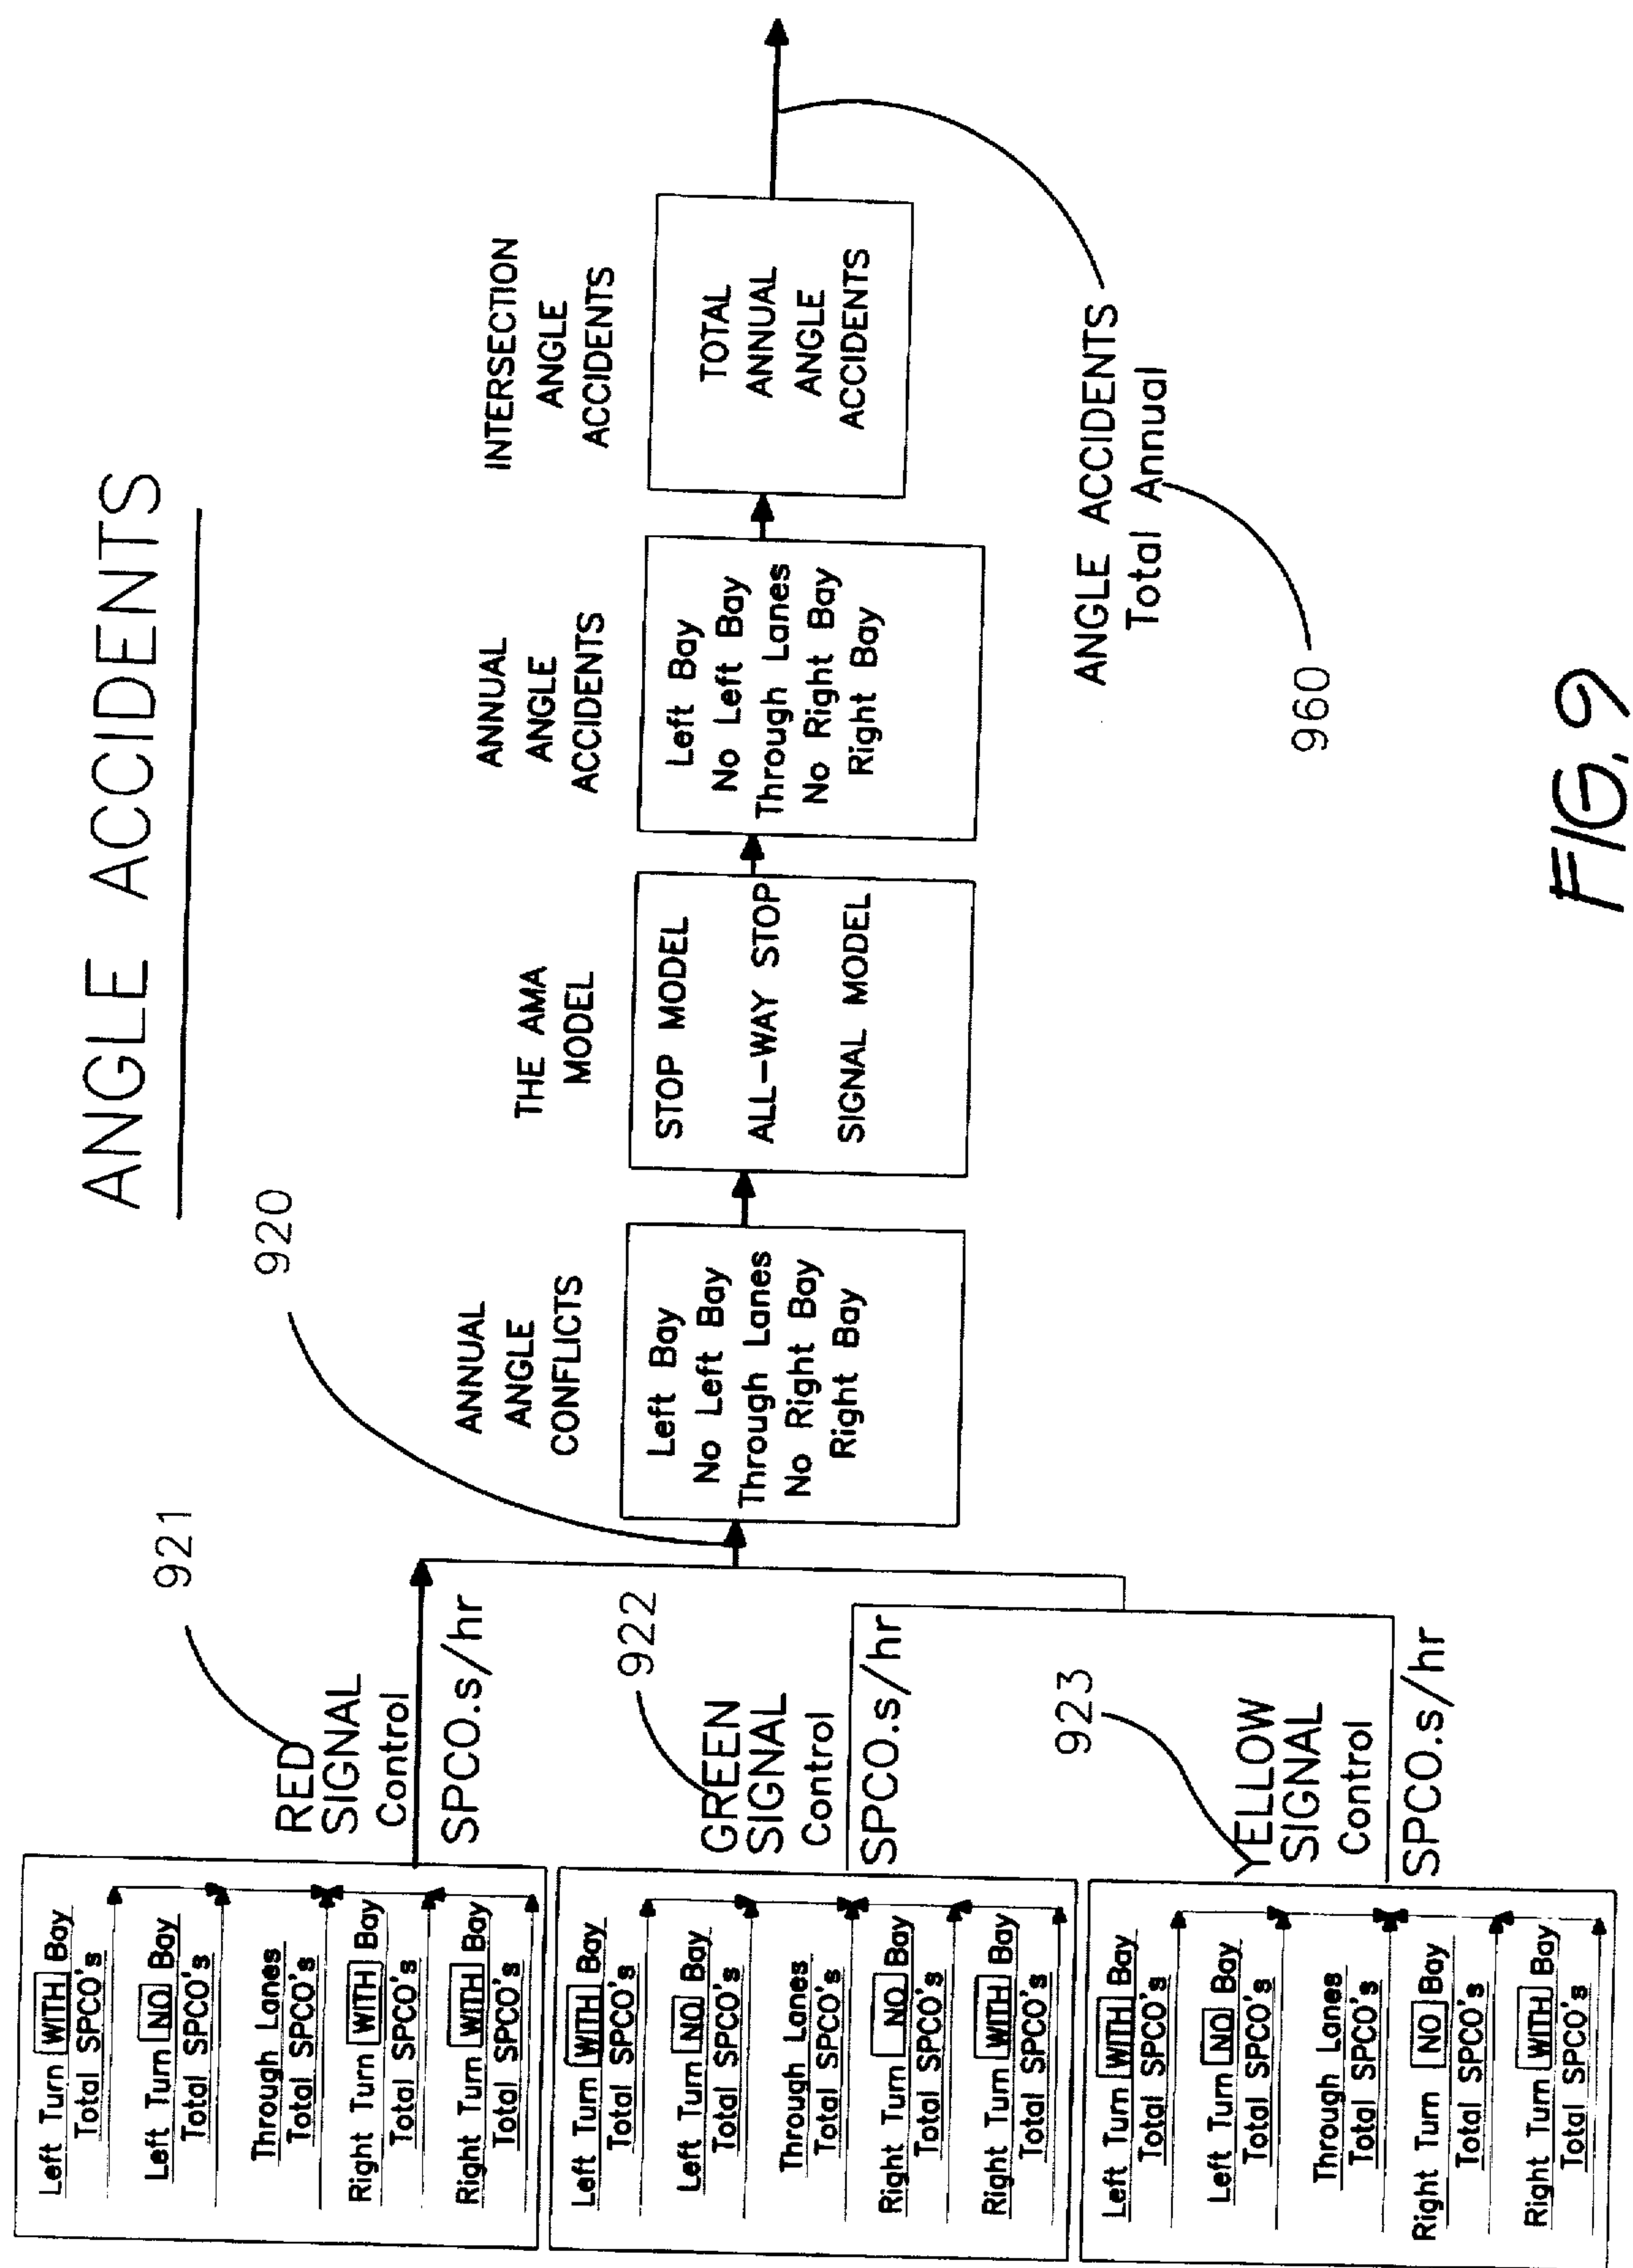 ANGLE ACCIDENTS
Left Turn WITH Bay
Total SPCO's
Left Turn NO Bay
Total SPCO's
Through Lanes
Total SPCO's
Right Turn WITH Bay
Total SPCO's
Right Turn WITH Bay
Total SPCO's
RED
SIGNAL
Control
SPCO.s/hr
921
Left Turn WITH Bay
Total SPCO's
Left Turn NO Bay
Total SPCO's
Through Lanes
Total SPCO's
Right Turn NO Bay
Total SPCO's
Right Turn WITH Bay
Total SPCO's
GREEN
SIGNAL
Control
SPCO.s/hr
922
Left Turn WITH Bay
Total SPCO's
Left Turn NO Bay
Total SPCO's
Through Lanes
Total SPCO's
Right Turn NO Bay
Total SPCO's
Right Turn WITH Bay
Total SPCO's
YELLOW
SIGNAL
Control
SPCO.s/hr
923
920
ANNUAL
ANGLE
CONFLICTS
Left Bay
No Left Bay
Through Lanes
No Right Bay
Right Bay
THE AMA
MODEL
STOP MODEL
ALL-WAY STOP
SIGNAL MODEL
ANNUAL
ANGLE
ACCIDENTS
Left Bay
No Left Bay
Through Lanes
No Right Bay
Right Bay
INTERSECTION
ANGLE
ACCIDENTS
TOTAL
ANNUAL
ANGLE
ACCIDENTS
ANGLE ACCIDENTS
Total Annual
960
FIG. 9